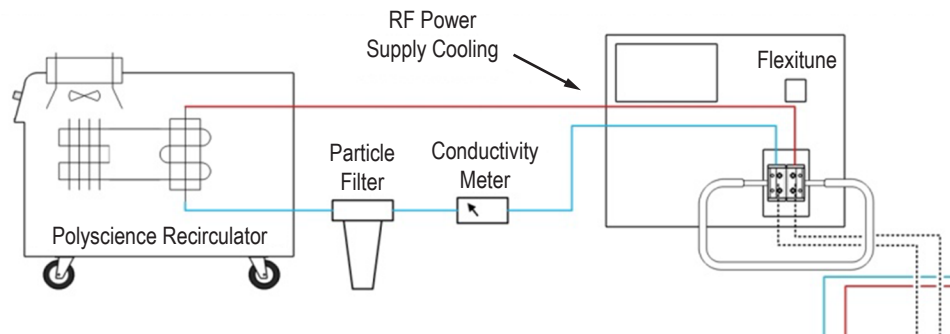 RF Power
Supply Cooling
Flexitune
Particle
Filter
Conductivity
Meter
Polyscience Recirculator